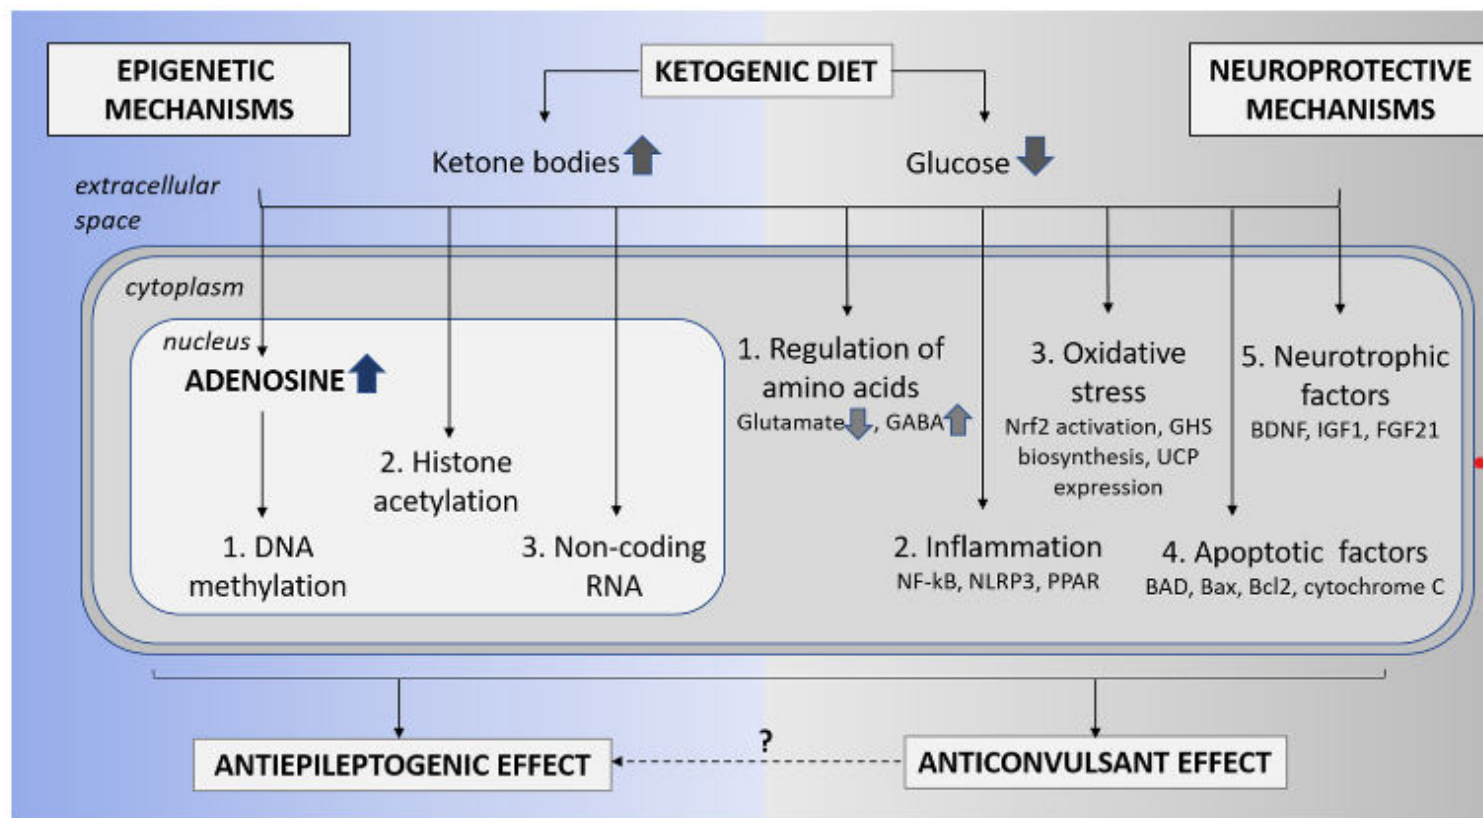 EPIGENETIC
MECHANISMS
KETOGENIC DIET
NEUROPROTECTIVE
MECHANISMS
Ketone bodies
Glucose
extracellular
space
cytoplasm
nucleus
ADENOSINE
1. DNA
methylation
2. Histone
acetylation
3. Non-coding
RNA
1. Regulation of
amino acids
Glutamate , GABA
2. Inflammation
NF-kB, NLRP3, PPAR
3. Oxidative
stress
Nrf2 activation, GHS
biosynthesis, UCP
expression
4. Apoptotic factors
BAD, Bax, Bcl2, cytochrome C
5. Neurotrophic
factors
BDNF, IGF1, FGF21
ANTIEPILEPTOGENIC EFFECT
?
ANTICONVULSANT EFFECT